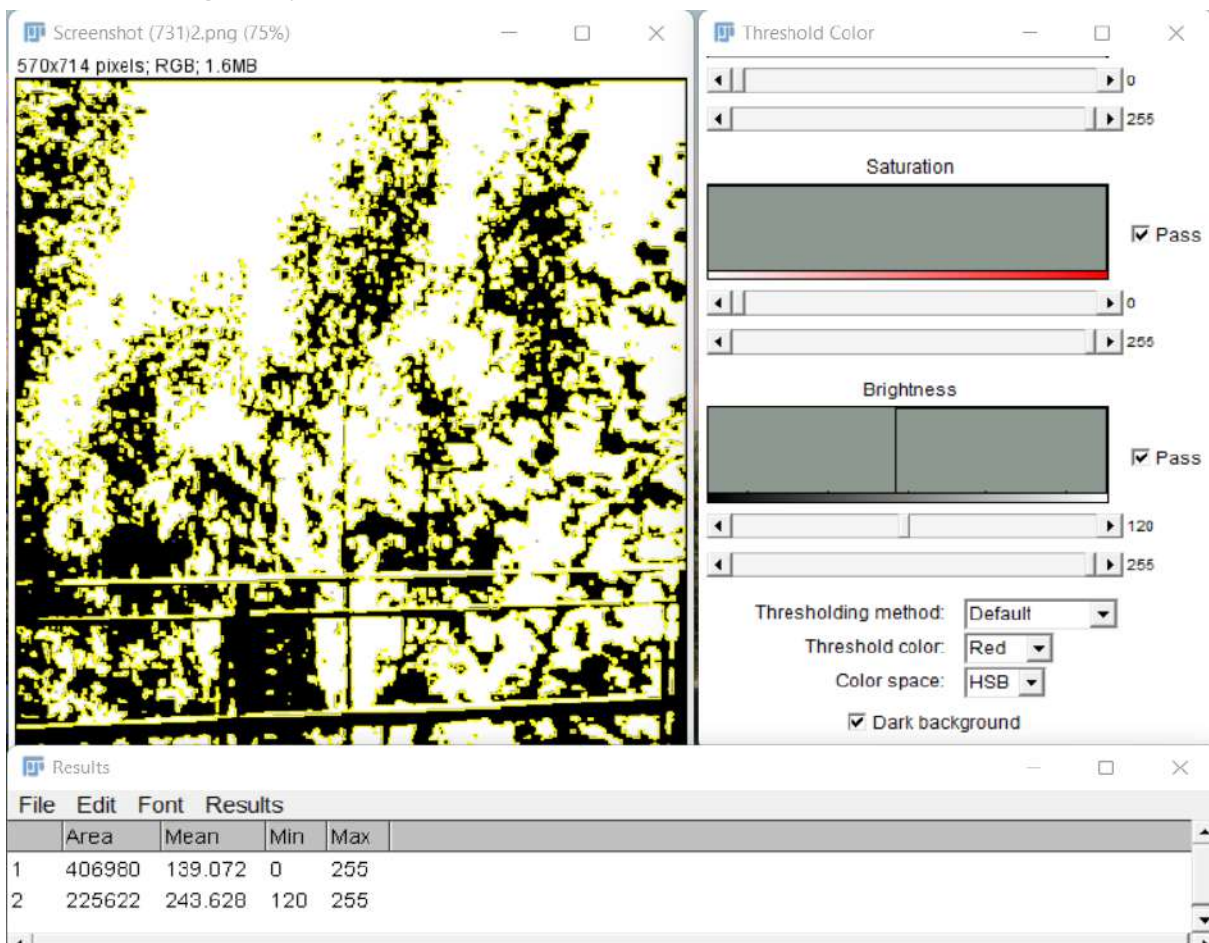 Screenshot (731)2.png (75%)
570x714 pixels; RGB; 1.6MB
Threshold Color
0
255
Saturation
Pass
0
255
Brightness
Pass
120
255
Thresholding method: Default
Threshold color: Red
Color space: HSB
Dark background
Results
File Edit Font Results
Area Mean Min Max
1 406980 139.072 0 255
2 225622 243.628 120 255